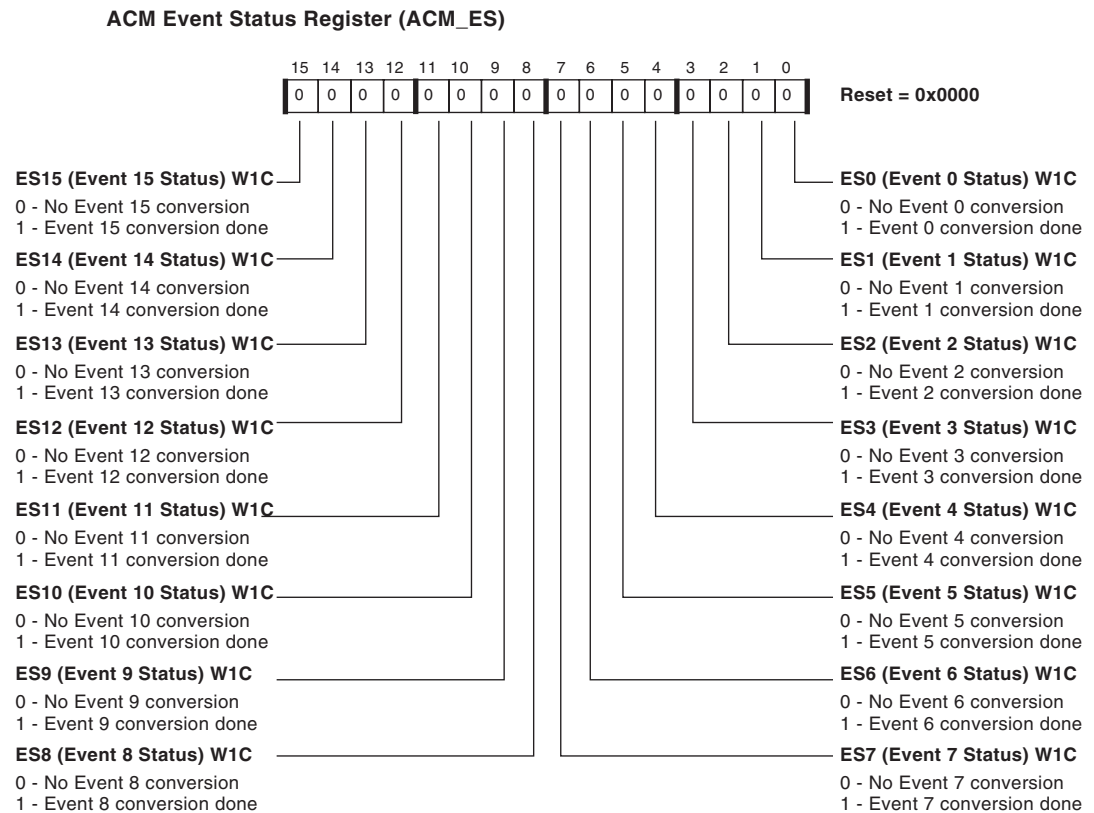 ACM Event Status Register (ACM_ES)
15 14 13 12 11 10 9 8 7 6 5 4 3 2 1 0
0 0 0 0 0 0 0 0 0 0 0 0 0 0 0 0
Reset = 0x0000
ES15 (Event 15 Status) W1C
0 - No Event 15 conversion
1 - Event 15 conversion done
ES14 (Event 14 Status) W1C
0 - No Event 14 conversion
1 - Event 14 conversion done
ES13 (Event 13 Status) W1C
0 - No Event 13 conversion
1 - Event 13 conversion done
ES12 (Event 12 Status) W1C
0 - No Event 12 conversion
1 - Event 12 conversion done
ES11 (Event 11 Status) W1C
0 - No Event 11 conversion
1 - Event 11 conversion done
ES10 (Event 10 Status) W1C
0 - No Event 10 conversion
1 - Event 10 conversion done
ES9 (Event 9 Status) W1C
0 - No Event 9 conversion
1 - Event 9 conversion done
ES8 (Event 8 Status) W1C
0 - No Event 8 conversion
1 - Event 8 conversion done
ES0 (Event 0 Status) W1C
0 - No Event 0 conversion
1 - Event 0 conversion done
ES1 (Event 1 Status) W1C
0 - No Event 1 conversion
1 - Event 1 conversion done
ES2 (Event 2 Status) W1C
0 - No Event 2 conversion
1 - Event 2 conversion done
ES3 (Event 3 Status) W1C
0 - No Event 3 conversion
1 - Event 3 conversion done
ES4 (Event 4 Status) W1C
0 - No Event 4 conversion
1 - Event 4 conversion done
ES5 (Event 5 Status) W1C
0 - No Event 5 conversion
1 - Event 5 conversion done
ES6 (Event 6 Status) W1C
0 - No Event 6 conversion
1 - Event 6 conversion done
ES7 (Event 7 Status) W1C
0 - No Event 7 conversion
1 - Event 7 conversion done